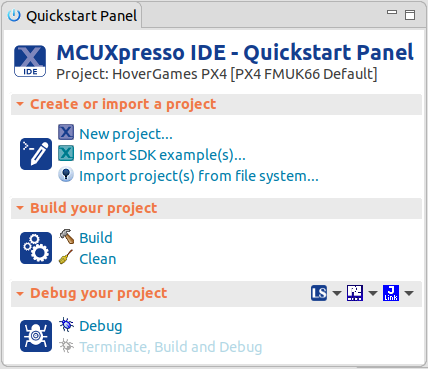 Quickstart Panel
X
IDE
MCUXpresso IDE - Quickstart Panel
Project: HoverGames PX4 [PX4 FMUK66 Default]
Create or import a project
New project...
Import SDK example(s)...
Import project(s) from file system...
Build your project
Build
Clean
Debug your project
LS
PE
J
Link
Debug
Terminate, Build and Debug